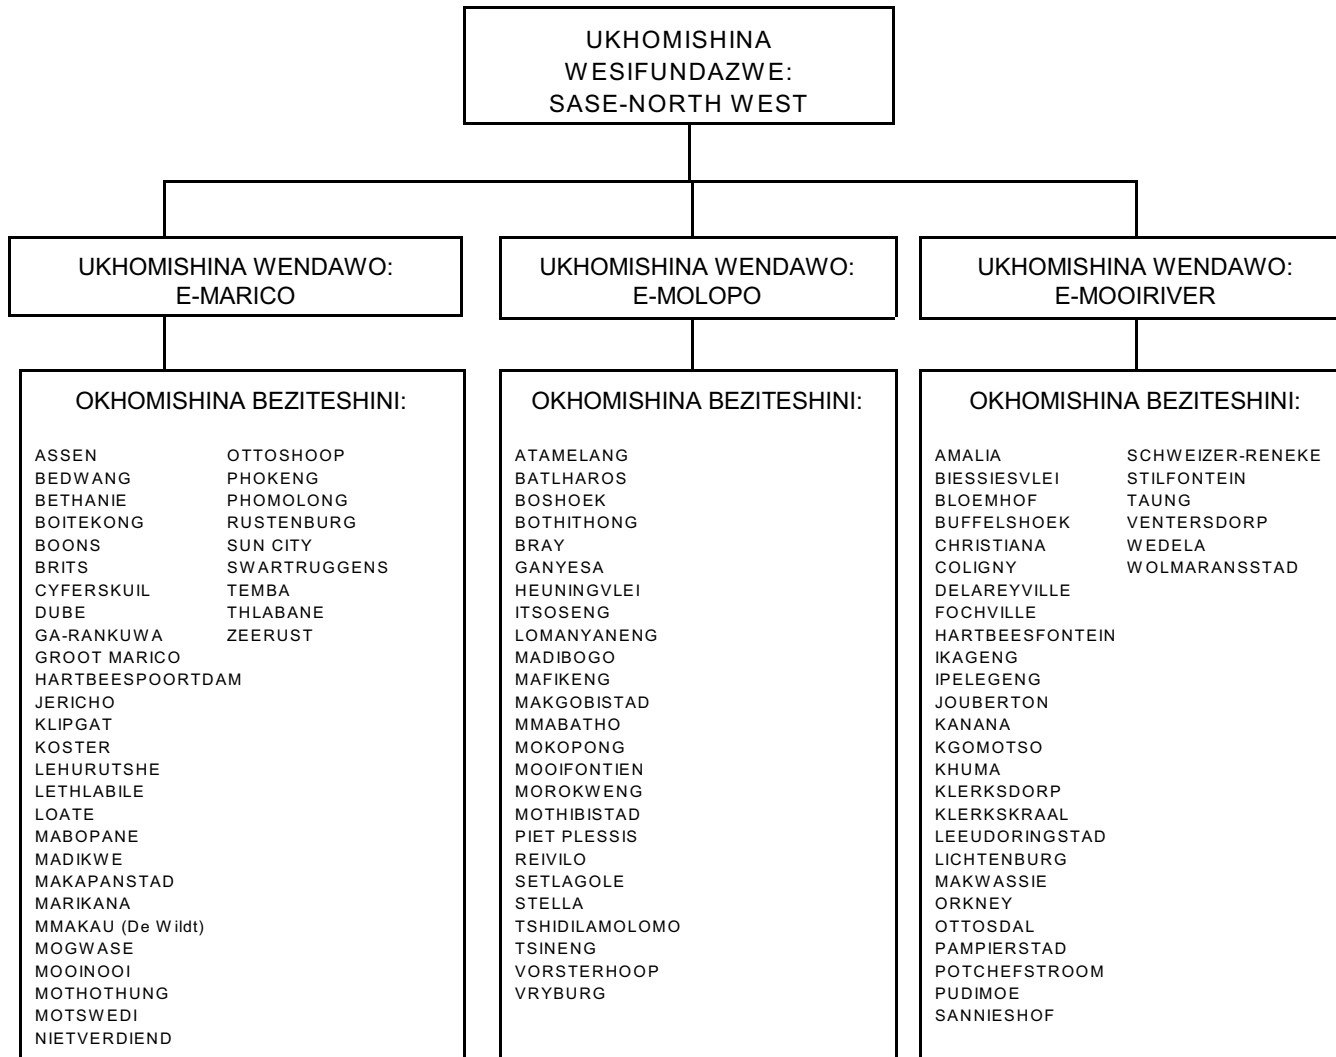 UKHOMISHINA
WESIFUNDAZWE:
SASE-NORTH WEST
UKHOMISHINA WENDAWO:
E-MARICO
UKHOMISHINA WENDAWO:
E-MOLOPO
UKHOMISHINA WENDAWO:
E-MOOIRIVER
OKHOMISHINA BEZITESHINI:
ASSEN
BEDWANG
BETHANIE
BOITEKONG
BOONS
BRITS
CYFERSKUIL
DUBE
GA-RANKUWA
GROOT MARICO
HARTBEESPOORTDAM
JERICHO
KLIPGAT
KOSTER
LEHURUTSHE
LETHLABILE
LOATE
MABOPANE
MADIKWE
MAKAPANSTAD
MARIKANA
MMAKAU (De Wildt)
MOGWASE
MOOINOOI
MOTHOTHUNG
MOTSWEDI
NIETVERDIEND
OTTOSHOOP
PHOKENG
PHOMOLONG
RUSTENBURG
SUN CITY
SWARTRUGGENS
TEMBA
THLABANE
ZEERUST
OKHOMISHINA BEZITESHINI:
ATAMELANG
BATLHAROS
BOSHOEK
BOTHITHONG
BRAY
GANYESA
HEUNINGVLEI
ITSOSENG
LOMANYANENG
MADIBOGO
MAFIKENG
MAKGOBISTAD
MMABATHO
MOKOPONG
MOOIFONTIEN
MOROKWENG
MOTHIBISTAD
PIET PLESSIS
REIVILO
SETLAGOLE
STELLA
TSHIDILAMOLOMO
TSINENG
VORSTERHOOP
VRYBURG
OKHOMISHINA BEZITESHINI:
AMALIA
BIESSIESVLEI
BLOEMHOF
BUFFELSHOEK
CHRISTIANA
COLIGNY
DELAREYVILLE
FOCHVILLE
HARTBEESFONTEIN
IKAGENG
IPELEGENG
JOUBERTON
KANANA
KGOMOTSO
KHUMA
KLERKSDORP
KLERKSKRAAL
LEEUDORINGSTAD
LICHTENBURG
MAKWASSIE
ORKNEY
OTTOSDAL
PAMPIERSTAD
POTCHEFSTROOM
PUDIMOE
SANNIESHOF
SCHWEIZER-RENEKE
STILFONTEIN
TAUNG
VENTERSDORP
WEDELA
WOLMARANSSTAD